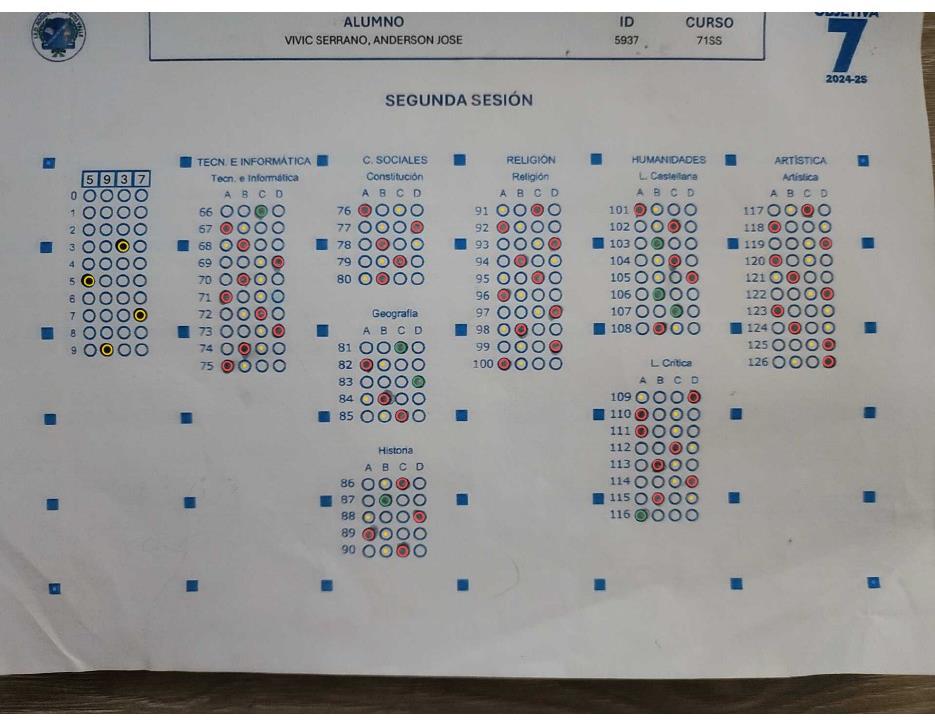 ALUMNO ID CURSO
VIVIC SERRANO, ANDERSON JOSE 5937 71SS
OBJETIVA
7
2024-2S
SEGUNDA SESIÓN
5 9 3 7
0
1
2
3
4
5
6
7
8
9
TECN. E INFORMÁTICA
Tecn. e Informática
A B C D
66
67
68
69
70
71
72
73
74
75
C. SOCIALES
Constitución
A B C D
76
77
78
79
80
Geografía
A B C D
81
82
83
84
85
Historia
A B C D
86
87
88
89
90
RELIGIÓN
Religión
A B C D
91
92
93
94
95
96
97
98
99
100
HUMANIDADES
L. Castellana
A B C D
101
102
103
104
105
106
107
108
L. Crítica
A B C D
109
110
111
112
113
114
115
116
ARTÍSTICA
Artística
A B C D
117
118
119
120
121
122
123
124
125
126